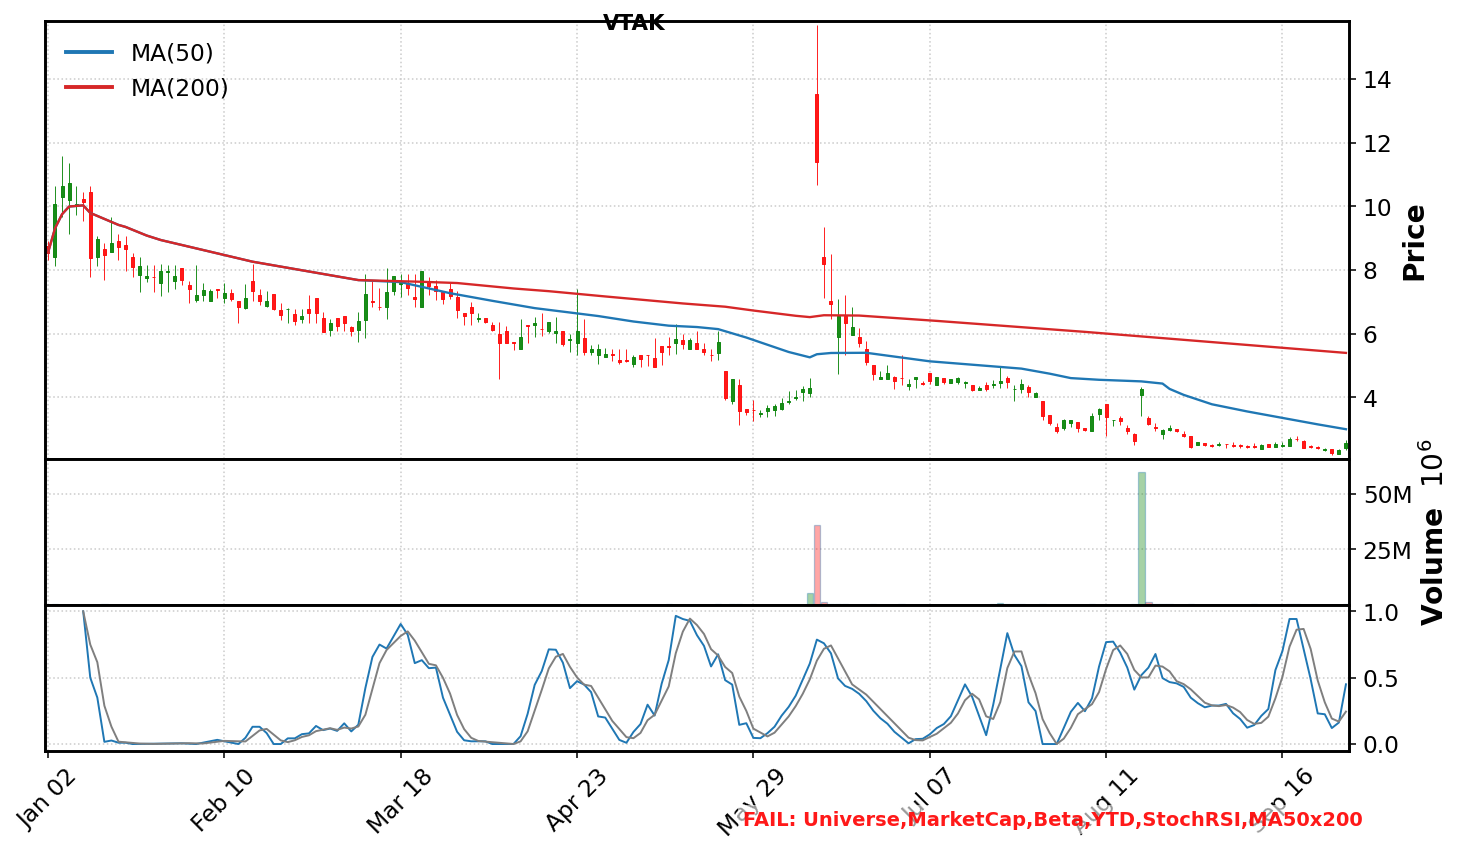 VTAK
MA(50)
MA(200)
14
12
10
8
6
4
Price
50M
25M
Volume 10^6
1.0
0.5
0.0
Jan 02
Feb 10
Mar 18
Apr 23
May 29
Jul 07
Aug 11
Sep 16
FAIL: Universe,MarketCap,Beta,YTD,StochRSI,MA50x200